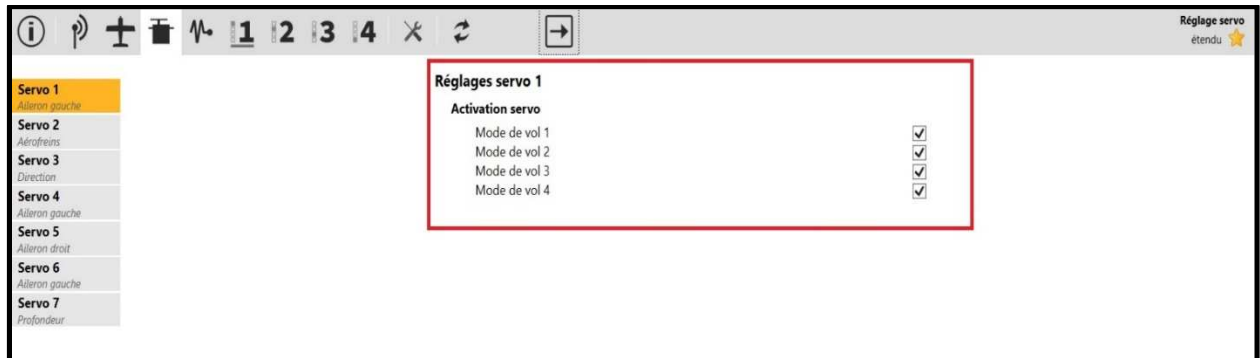 1 2 3 4
Réglage servo
étendu
Servo 1
Aileron gauche
Servo 2
Aérofreins
Servo 3
Direction
Servo 4
Aileron gauche
Servo 5
Aileron droit
Servo 6
Aileron gauche
Servo 7
Profondeur
Réglages servo 1
Activation servo
Mode de vol 1
Mode de vol 2
Mode de vol 3
Mode de vol 4